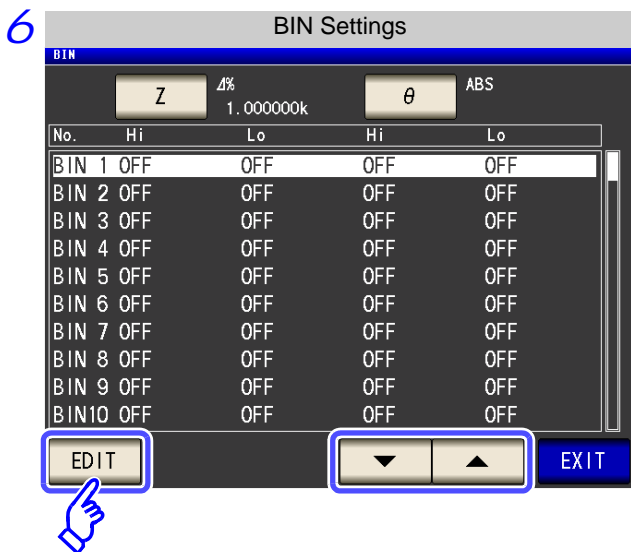 6
BIN Settings
BIN
Z Δ% θ ABS
1.000000k
No. Hi Lo Hi Lo
BIN 1 OFF OFF OFF OFF
BIN 2 OFF OFF OFF OFF
BIN 3 OFF OFF OFF OFF
BIN 4 OFF OFF OFF OFF
BIN 5 OFF OFF OFF OFF
BIN 6 OFF OFF OFF OFF
BIN 7 OFF OFF OFF OFF
BIN 8 OFF OFF OFF OFF
BIN 9 OFF OFF OFF OFF
BIN10 OFF OFF OFF OFF
EDIT ▼ ▲ EXIT